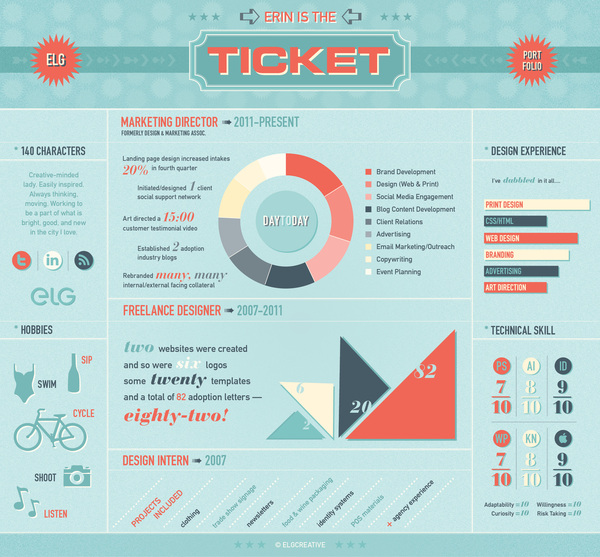 ERIN IS THE
TICKET
ELG
PORT
FOLIO
* 140 CHARACTERS
Creative-minded
lady. Easily inspired.
Always thinking,
moving. Working to
be a part of what is
bright, good, and new
in the city I love.
in
elg
* HOBBIES
SIP
SWIM
CYCLE
SHOOT
LISTEN
MARKETING DIRECTOR 2011-PRESENT
FORMERLY DESIGN & MARKETING ASSOC.
Landing page design increased intakes
20% in fourth quarter
Initiated/designed 1 client
social support network
Art directed a 15:00
customer testimonial video
Established 2 adoption
industry blogs
Rebranded many, many
internal/external facing collateral
DAY TO DAY
Brand Development
Design (Web & Print)
Social Media Engagement
Blog Content Development
Client Relations
Advertising
Email Marketing/Outreach
Copywriting
Event Planning
FREELANCE DESIGNER 2007-2011
two websites were created
and so were six logos
some twenty templates
and a total of 82 adoption letters —
eighty-two!
2
6
20
82
DESIGN INTERN 2007
PROJECTS
INCLUDED
clothing
trade show signage
newsletters
food & wine packaging
identity systems
POS materials
+ agency experience
* DESIGN EXPERIENCE
I've dabbled in it all...
PRINT DESIGN
CSS/HTML
WEB DESIGN
BRANDING
ADVERTISING
ART DIRECTION
* TECHNICAL SKILL
PS AI ID
7 8 9
10 10 10
WP KN
7 8 9
10 10 10
Adaptability =10 Willingness =10
Curiosity =10 Risk Taking =10
© ELGCREATIVE